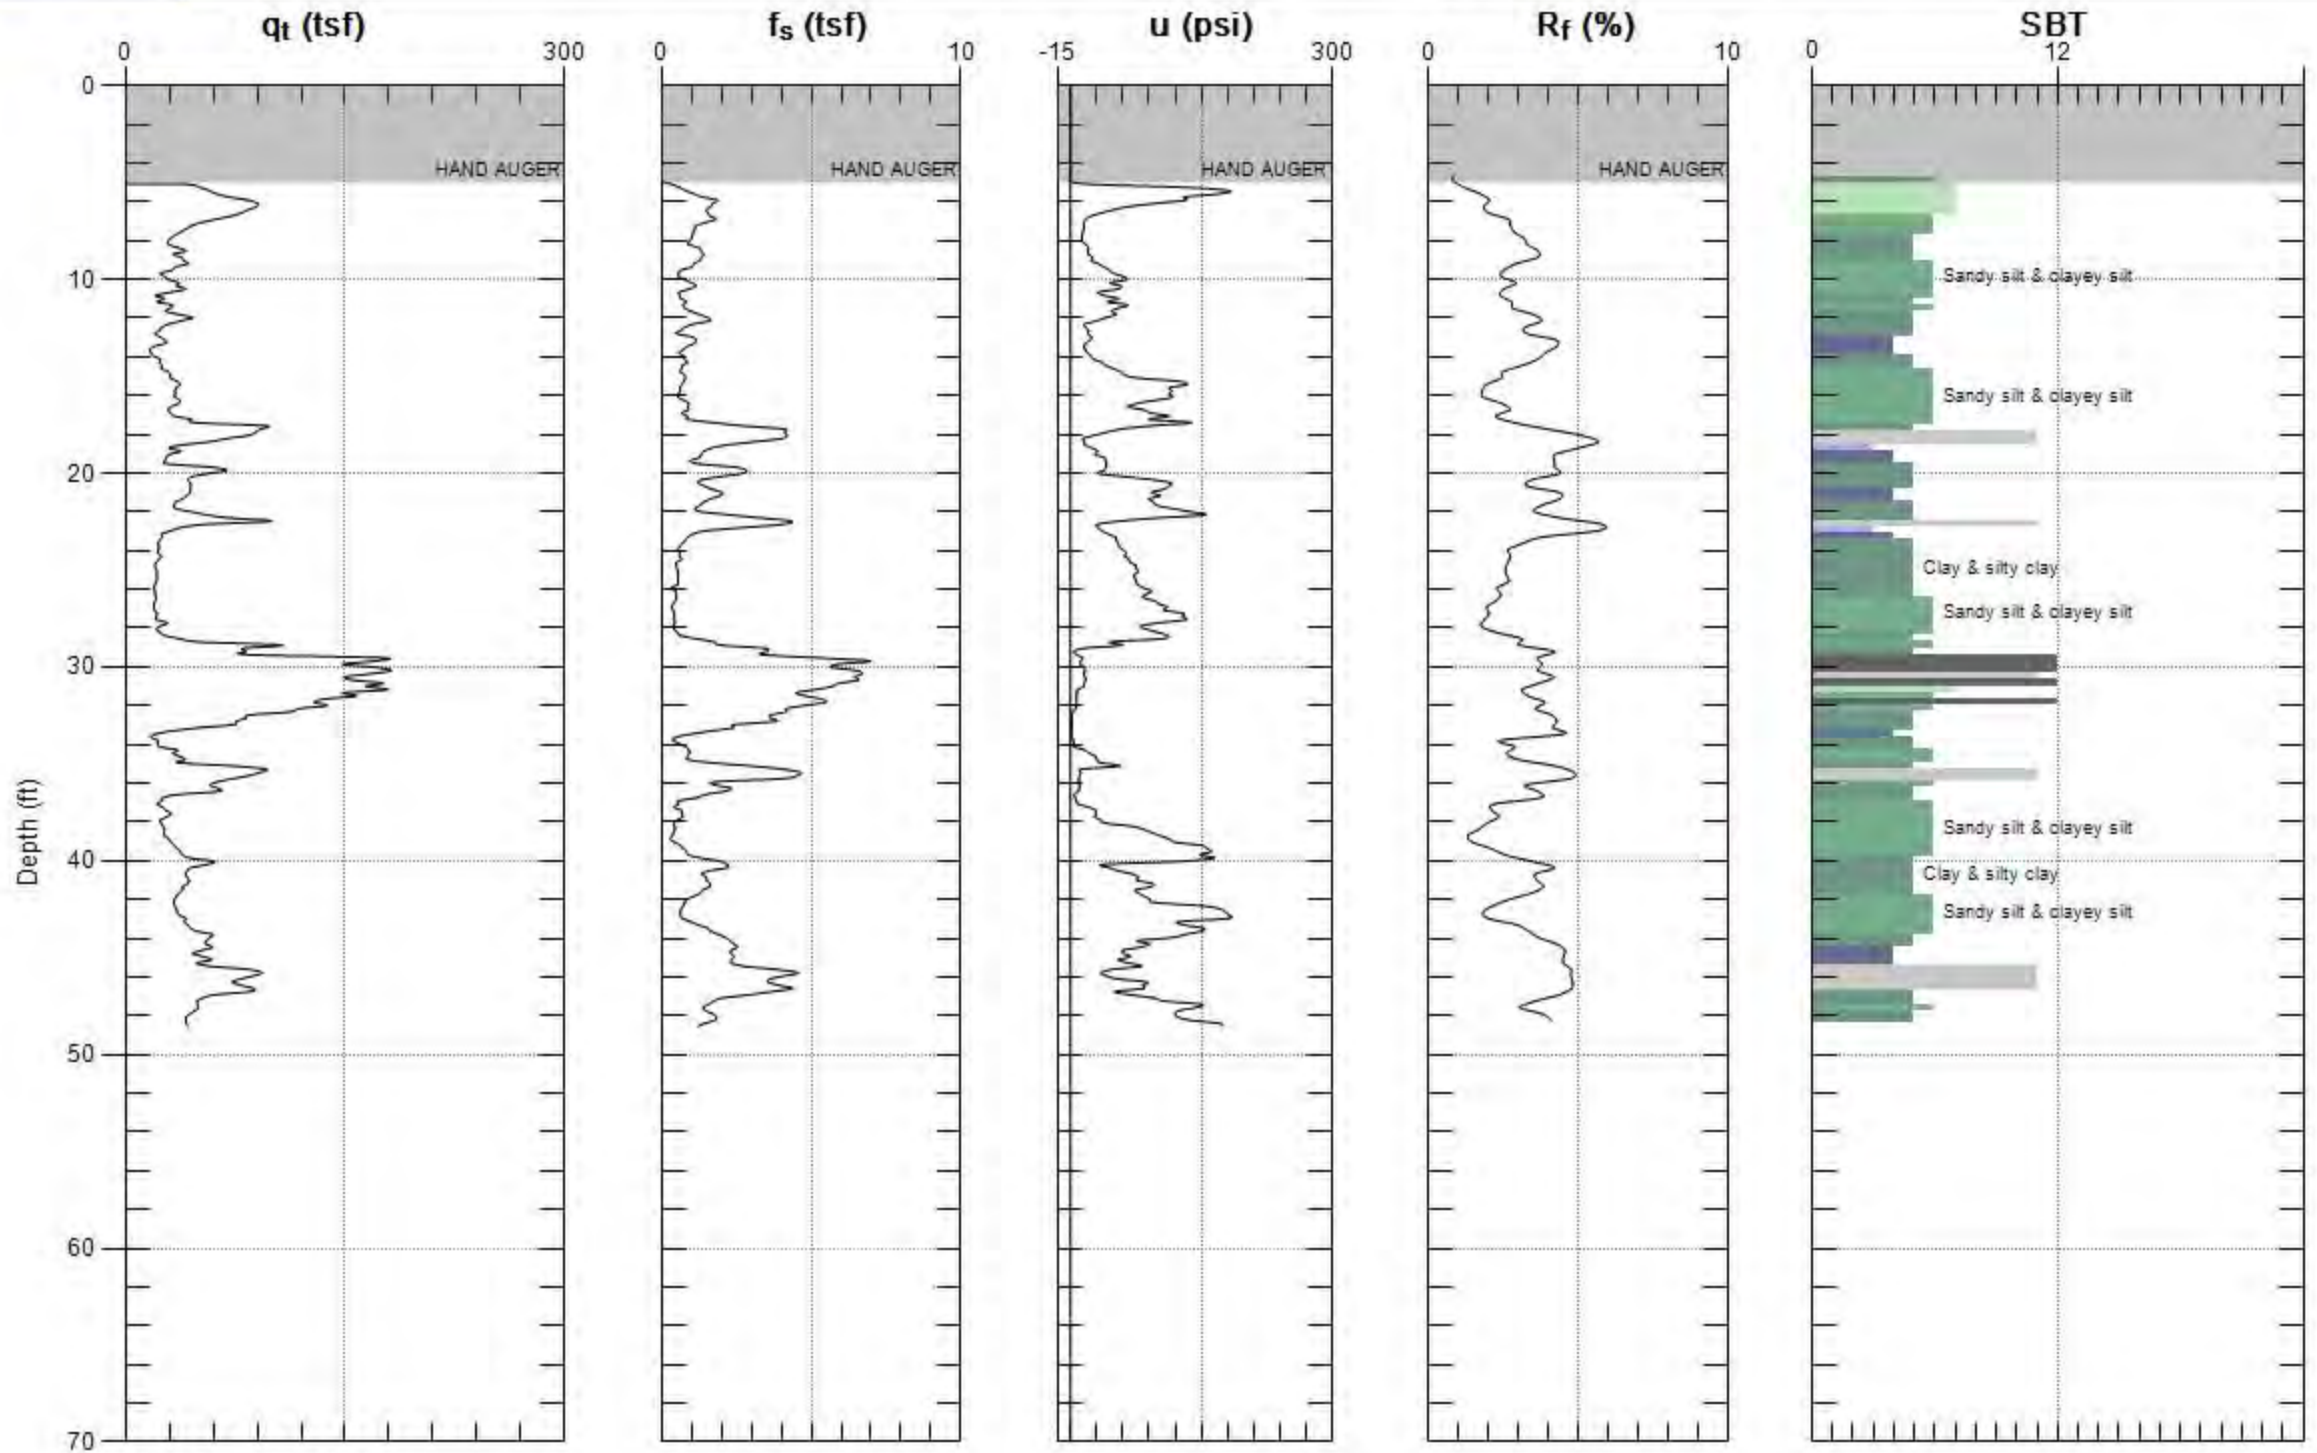 qt (tsf) fs (tsf) u (psi) Rf (%) SBT
0 300 0 10 -15 300 0 10 0 12
0
HAND AUGER HAND AUGER HAND AUGER HAND AUGER
10 Sandy silt & clayey silt
Sandy silt & clayey silt
20
Clay & silty clay
Sandy silt & clayey silt
30
Sandy silt & clayey silt
Depth (ft)
40
Clay & silty clay
Sandy silt & clayey silt
50
60
70